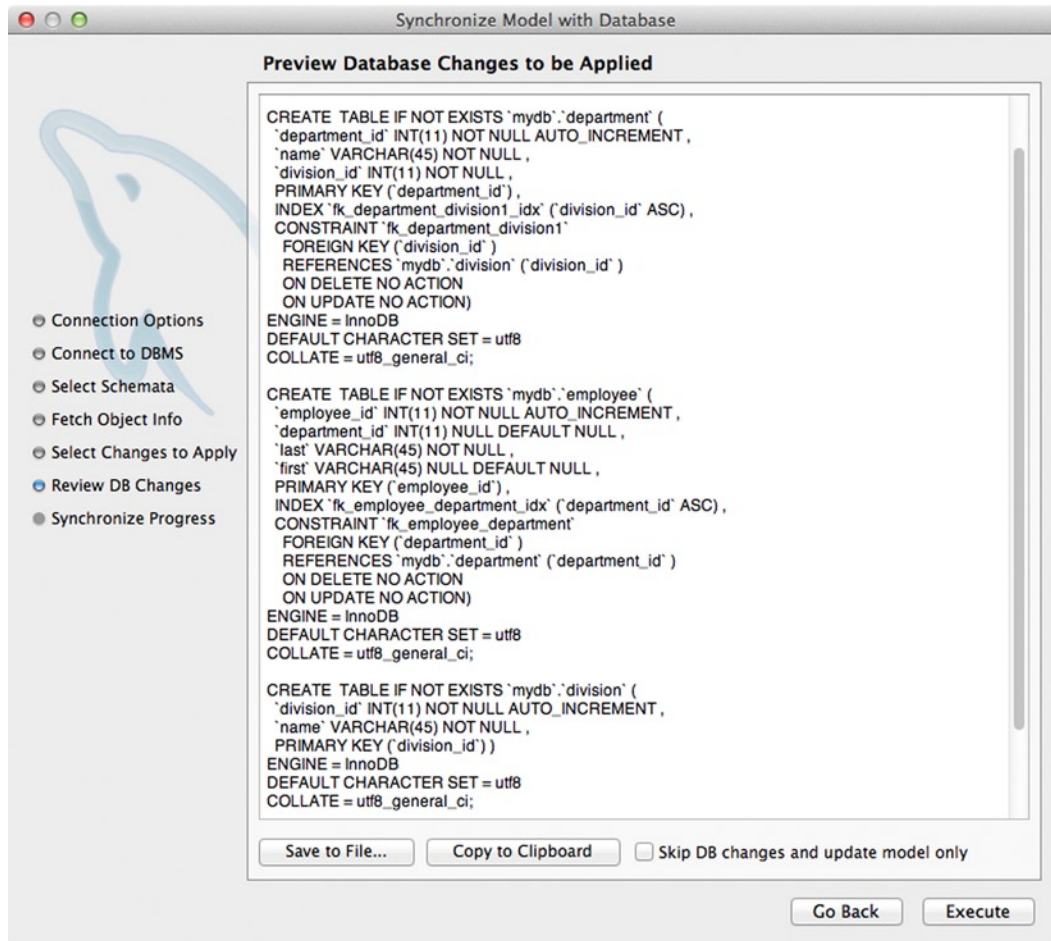 Synchronize Model with Database
Preview Database Changes to be Applied
Connection Options
Connect to DBMS
Select Schemata
Fetch Object Info
Select Changes to Apply
Review DB Changes
Synchronize Progress
CREATE  TABLE IF NOT EXISTS `mydb`.`department` (
  `department_id` INT(11) NOT NULL AUTO_INCREMENT ,
  `name` VARCHAR(45) NOT NULL ,
  `division_id` INT(11) NOT NULL ,
  PRIMARY KEY (`department_id`) ,
  INDEX `fk_department_division1_idx` (`division_id` ASC) ,
  CONSTRAINT `fk_department_division1`
    FOREIGN KEY (`division_id` )
    REFERENCES `mydb`.`division` (`division_id` )
    ON DELETE NO ACTION
    ON UPDATE NO ACTION)
ENGINE = InnoDB
DEFAULT CHARACTER SET = utf8
COLLATE = utf8_general_ci;
CREATE  TABLE IF NOT EXISTS `mydb`.`employee` (
  `employee_id` INT(11) NOT NULL AUTO_INCREMENT ,
  `department_id` INT(11) NULL DEFAULT NULL ,
  `last` VARCHAR(45) NOT NULL ,
  `first` VARCHAR(45) NULL DEFAULT NULL ,
  PRIMARY KEY (`employee_id`) ,
  INDEX `fk_employee_department_idx` (`department_id` ASC) ,
  CONSTRAINT `fk_employee_department`
    FOREIGN KEY (`department_id` )
    REFERENCES `mydb`.`department` (`department_id` )
    ON DELETE NO ACTION
    ON UPDATE NO ACTION)
ENGINE = InnoDB
DEFAULT CHARACTER SET = utf8
COLLATE = utf8_general_ci;
CREATE  TABLE IF NOT EXISTS `mydb`.`division` (
  `division_id` INT(11) NOT NULL AUTO_INCREMENT ,
  `name` VARCHAR(45) NOT NULL ,
  PRIMARY KEY (`division_id`) )
ENGINE = InnoDB
DEFAULT CHARACTER SET = utf8
COLLATE = utf8_general_ci;
Save to File...
Copy to Clipboard
Skip DB changes and update model only
Go Back
Execute